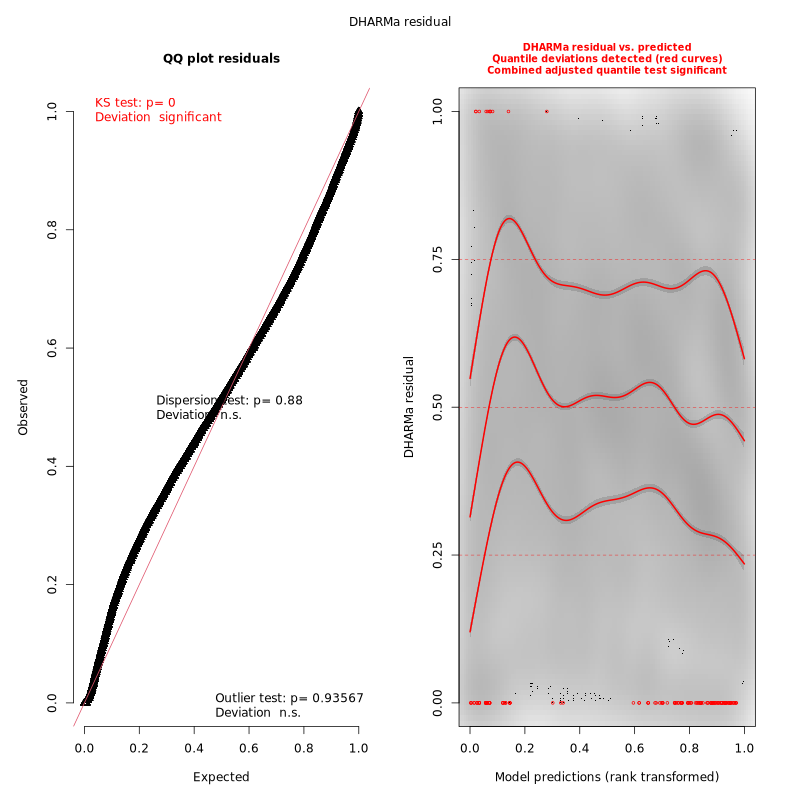 DHARMa residual
QQ plot residuals
KS test: p= 0
Deviation  significant
Dispersion test: p= 0.88
Deviation n.s.
Outlier test: p= 0.93567
Deviation  n.s.
0.0 0.2 0.4 0.6 0.8 1.0
Observed
0.0 0.2 0.4 0.6 0.8 1.0
Expected
DHARMa residual vs. predicted
Quantile deviations detected (red curves)
Combined adjusted quantile test significant
0.00 0.25 0.50 0.75 1.00
DHARMa residual
0.0 0.2 0.4 0.6 0.8 1.0
Model predictions (rank transformed)